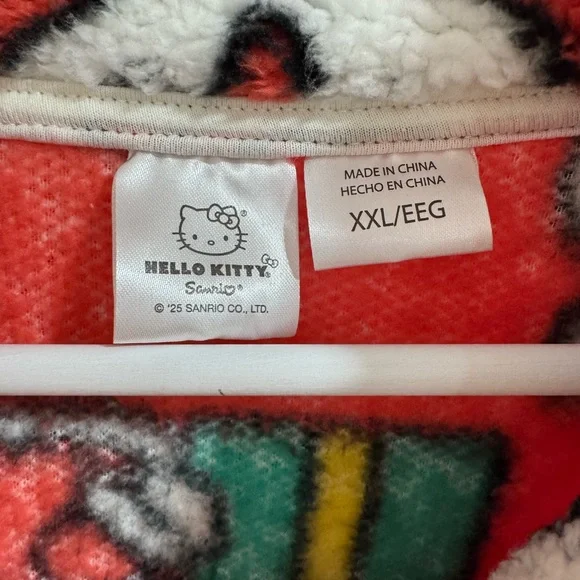 HELLO KITTY®
Sanrio®
© '25 SANRIO CO., LTD.
MADE IN CHINA
HECHO EN CHINA
XXL/EEG